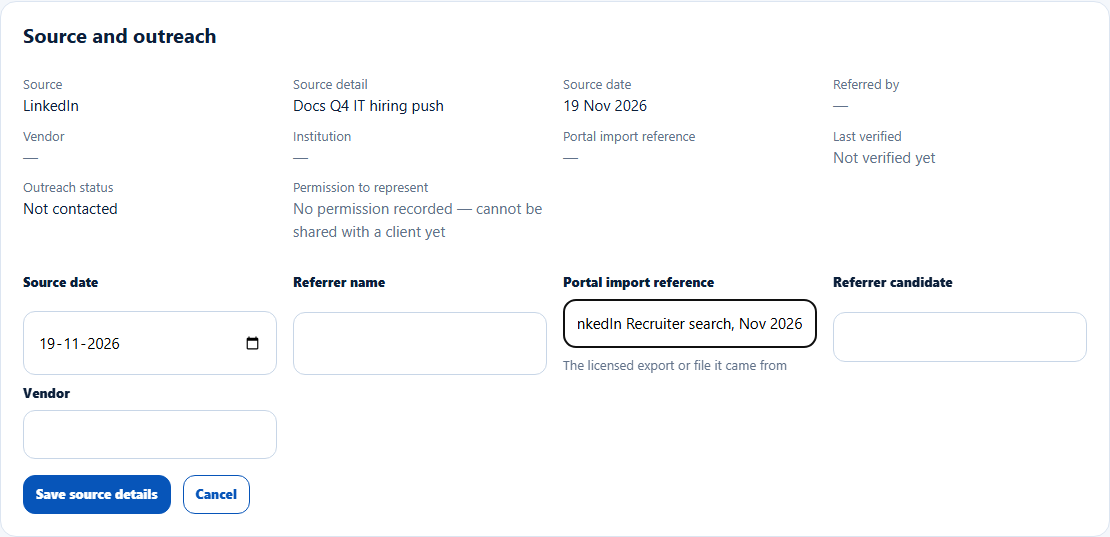 Source and outreach
Source
Source detail
Source date
Referred by
LinkedIn
Docs Q4 IT hiring push
19 Nov 2026
—
Vendor
Institution
Portal import reference
Last verified
—
—
—
Not verified yet
Outreach status
Permission to represent
Not contacted
No permission recorded — cannot be
shared with a client yet
Source date
Referrer name
Portal import reference
Referrer candidate
19-11-2026
nkedIn Recruiter search, Nov 2026
The licensed export or file it came from
Vendor
Save source details
Cancel